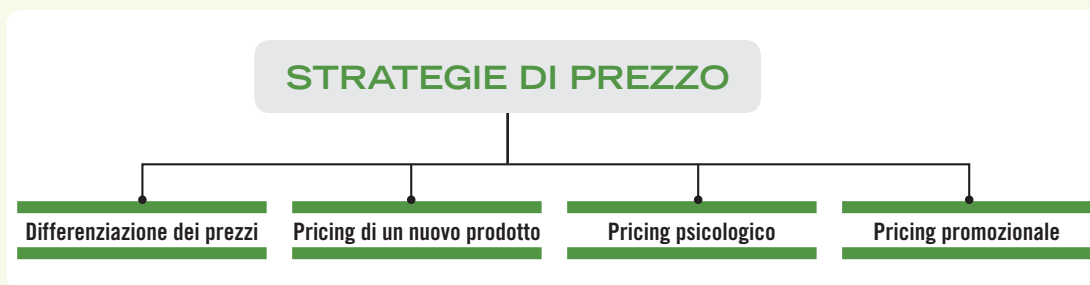 STRATEGIE DI PREZZO
Differenziazione dei prezzi
Pricing di un nuovo prodotto
Pricing psicologico
Pricing promozionale